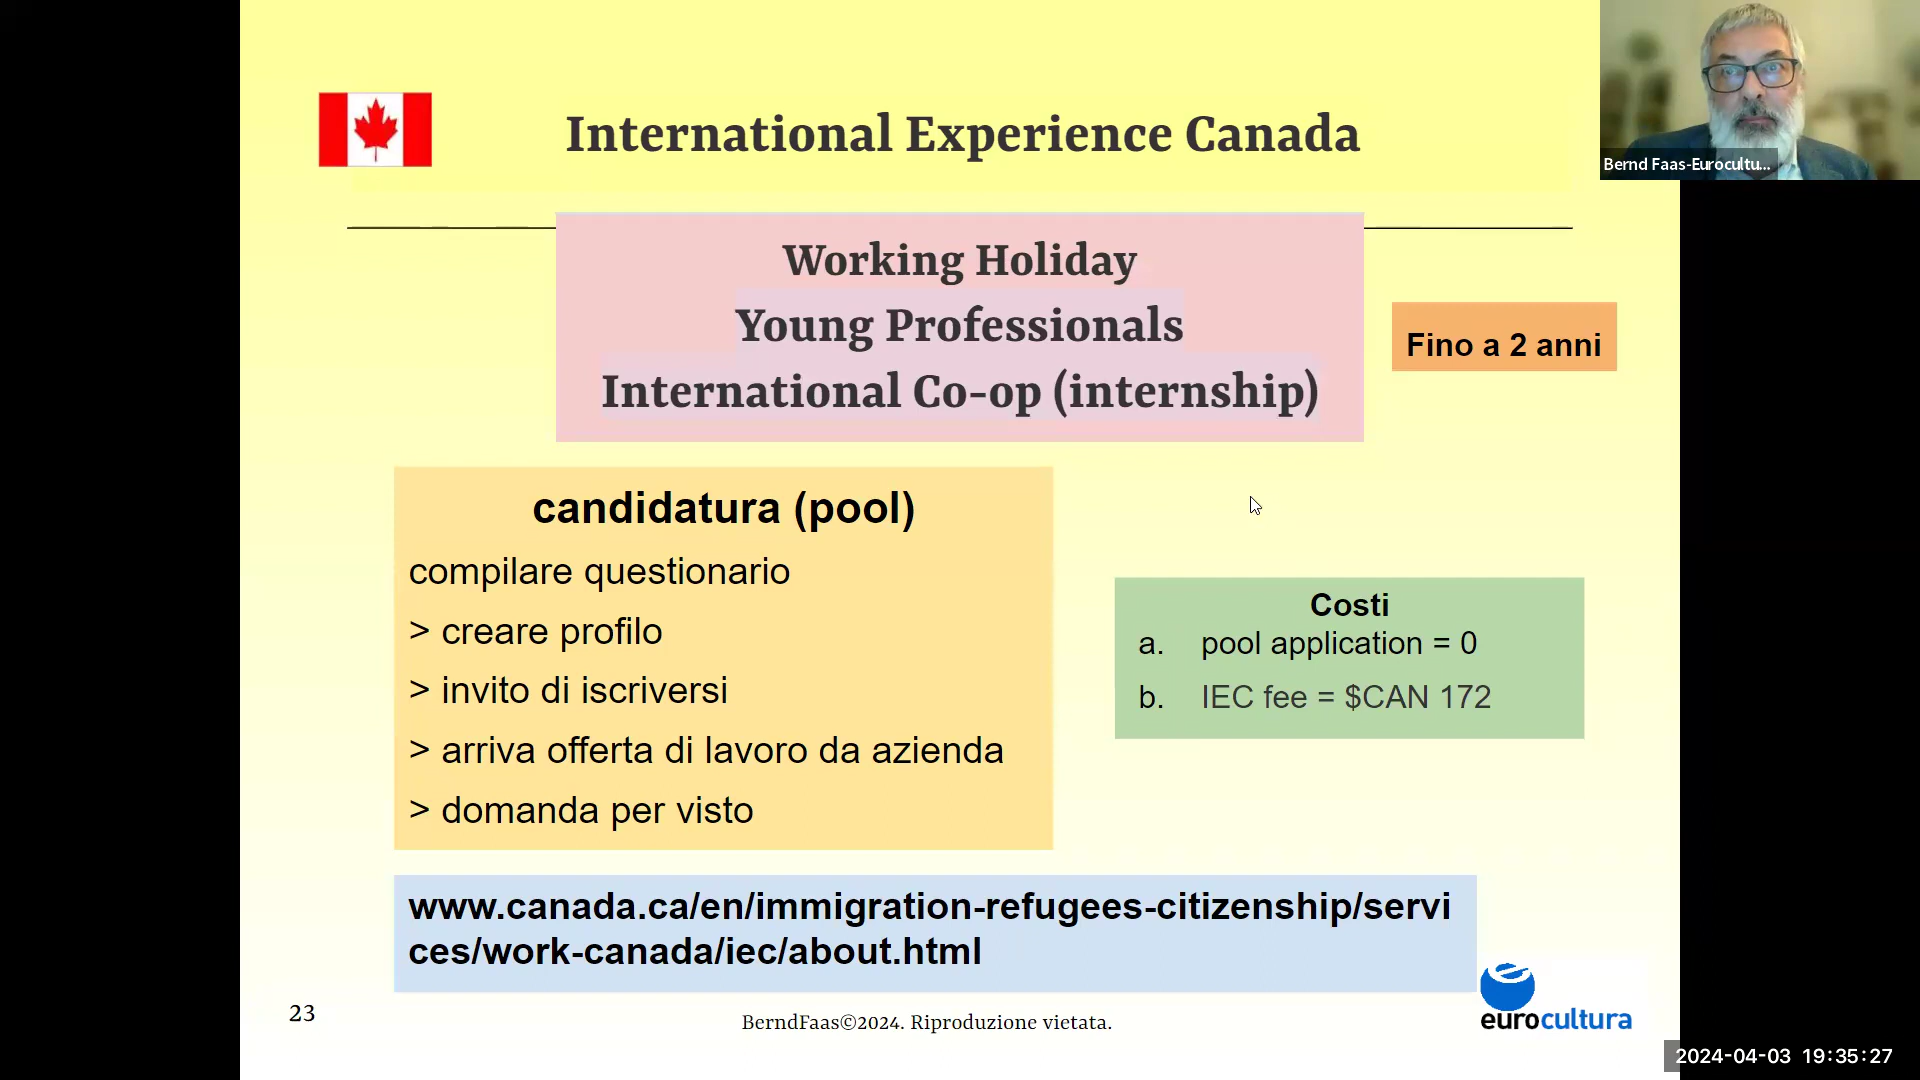 International Experience Canada
Bernd Faas-Eurocultu...
Working Holiday
Young Professionals
International Co-op (internship)
Fino a 2 anni
candidatura (pool)
compilare questionario
> creare profilo
> invito di iscriversi
> arriva offerta di lavoro da azienda
> domanda per visto
Costi
a. pool application = 0
b. IEC fee = $CAN 172
www.canada.ca/en/immigration-refugees-citizenship/servi
ces/work-canada/iec/about.html
23
BerndFaas©2024. Riproduzione vietata.
eurocultura
2024-04-03 19:35:27